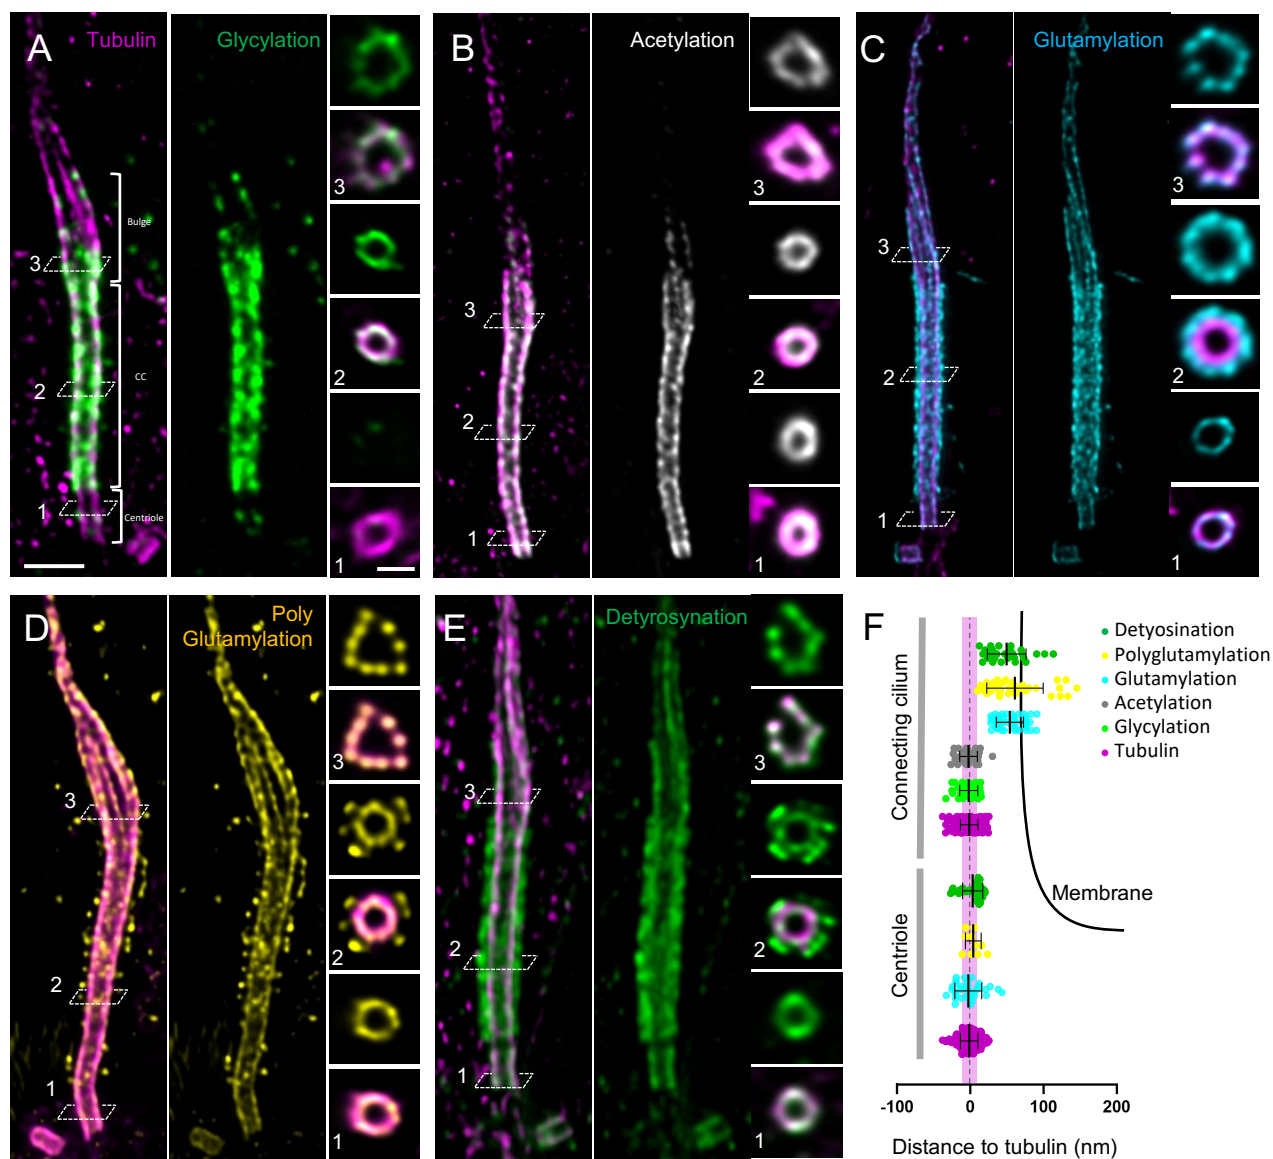 A
Tubulin
Glycylation
Bulge
3
CC
2
Centriole
1
3
2
1
B
Acetylation
3
2
1
3
2
1
C
Glutamylation
3
2
1
3
2
1
D
Poly
Glutamylation
3
2
1
3
2
1
E
Detyrosynation
3
2
1
3
2
1
F
Connecting cilium
Centriole
Detyosination
Polyglutamylation
Glutamylation
Acetylation
Glycylation
Tubulin
Membrane
-100 0 100 200
Distance to tubulin (nm)